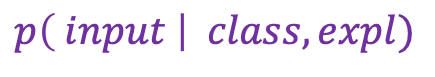 p( input | class, expl)